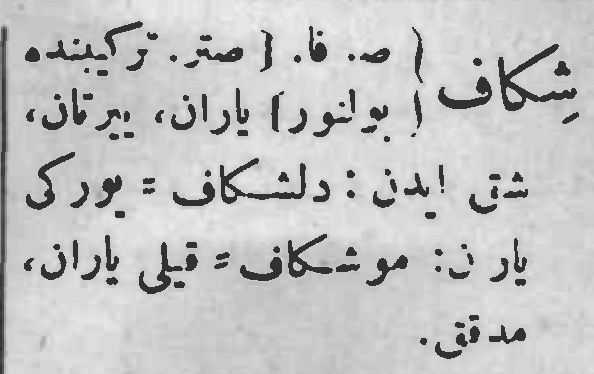 شِكاف ( ص. فا. ) صتر. تركيبنده
( بولنور ) ياران، ييرتان،
شق ايدن : دلشكاف = يوركى
يارن : موشكاف = قيلى ياران،
مدقق.